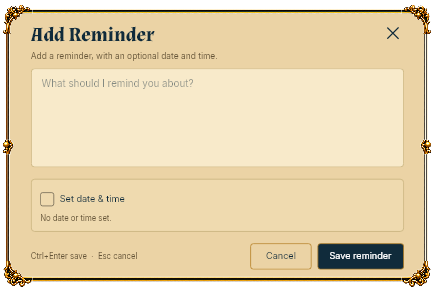 Add Reminder
Add a reminder, with an optional date and time.
What should I remind you about?
Set date & time
No date or time set.
Ctrl+Enter save · Esc cancel
Cancel
Save reminder